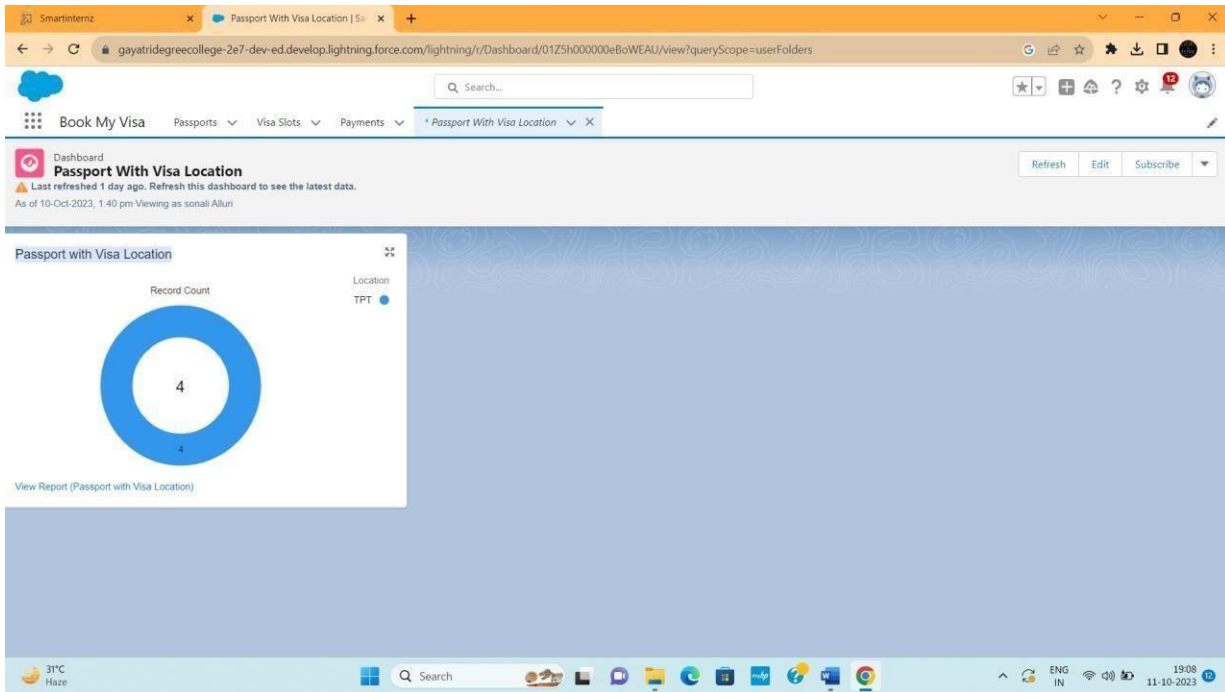 Smartinternz
Passport With Visa Location | Sa
gayatridegreecollege-2e7-dev-ed.develop.lightning.force.com/lightning/r/Dashboard/01Z5h000000eBoWEAU/view?queryScope=userFolders
Search...
12
Book My Visa Passports Visa Slots Payments * Passport With Visa Location
Dashboard
Passport With Visa Location
Refresh Edit Subscribe
Last refreshed 1 day ago. Refresh this dashboard to see the latest data.
As of 10-Oct-2023, 1:40 pm Viewing as sonali Alluri
Passport with Visa Location
Location
Record Count
TPT
4
4
View Report (Passport with Visa Location)
31°C
Haze
Search
ENG
IN
19:08
11-10-2023
12